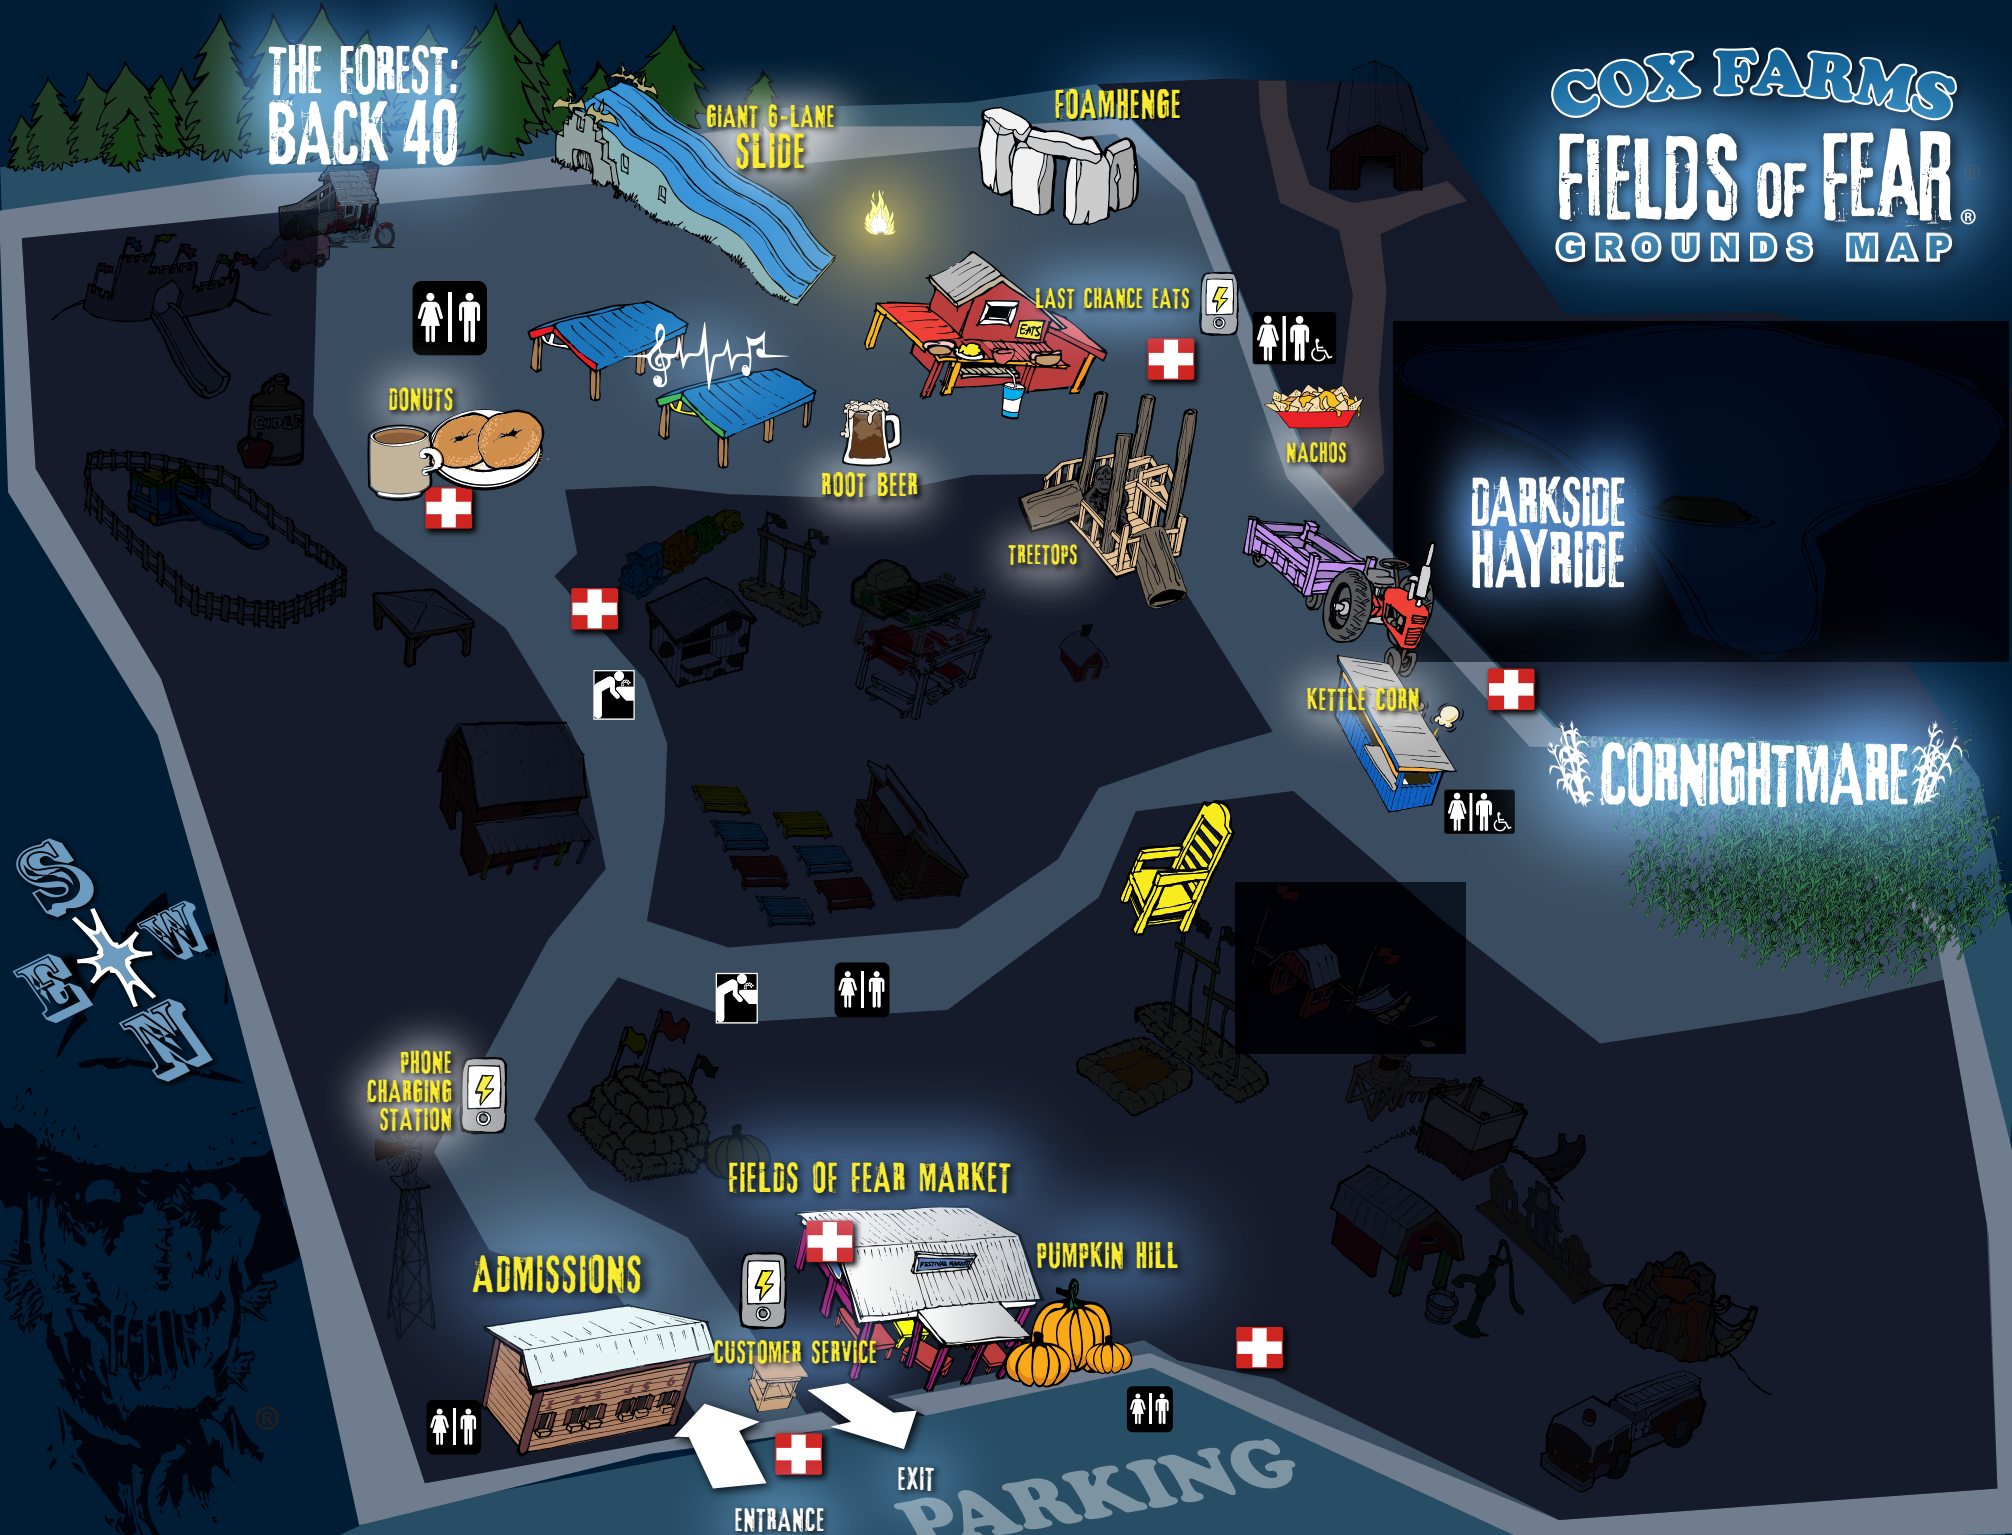 THE FOREST:
BACK 40
GIANT 6-LANE
SLIDE
FOAMHENGE
COX FARMS
FIELDS OF FEAR®
GROUNDS MAP
LAST CHANCE EATS
EATS
DONUTS
CIDER
ROOT BEER
NACHOS
TREETOPS
DARKSIDE
HAYRIDE
KETTLE CORN
CORNIGHTMARE
S
W
E
N
PHONE
CHARGING
STATION
FIELDS OF FEAR MARKET
FESTIVAL MARKET
ADMISSIONS
PUMPKIN HILL
CUSTOMER SERVICE
EXIT
ENTRANCE
PARKING
®